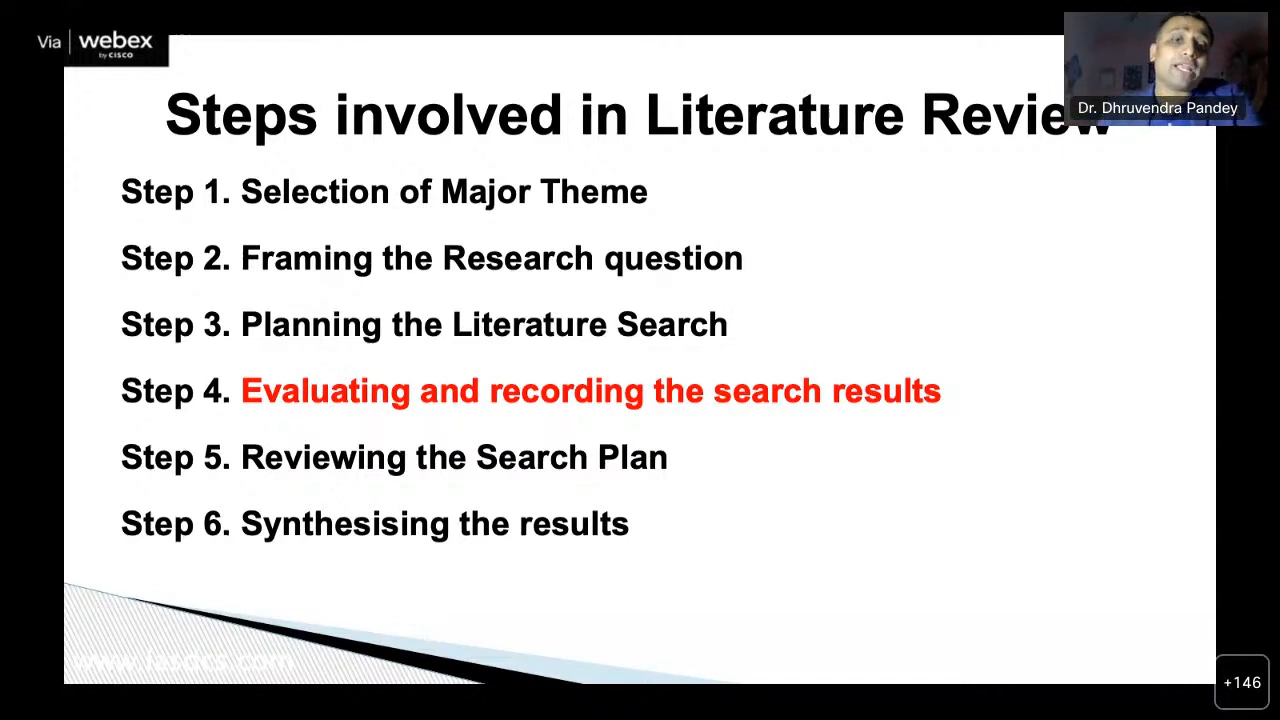 Via webex
by CISCO
Dr. Dhruvendra Pandey
Steps involved in Literature Review
Step 1. Selection of Major Theme
Step 2. Framing the Research question
Step 3. Planning the Literature Search
Step 4. Evaluating and recording the search results
Step 5. Reviewing the Search Plan
Step 6. Synthesising the results
+146